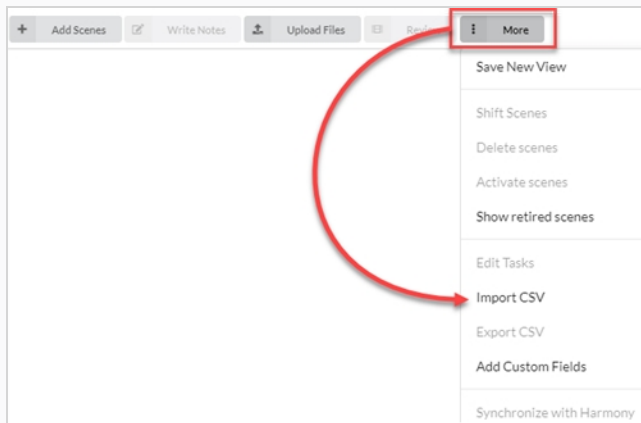 Add Scenes Write Notes Upload Files Review More
Save New View
Shift Scenes
Delete scenes
Activate scenes
Show retired scenes
Edit Tasks
Import CSV
Export CSV
Add Custom Fields
Synchronize with Harmony